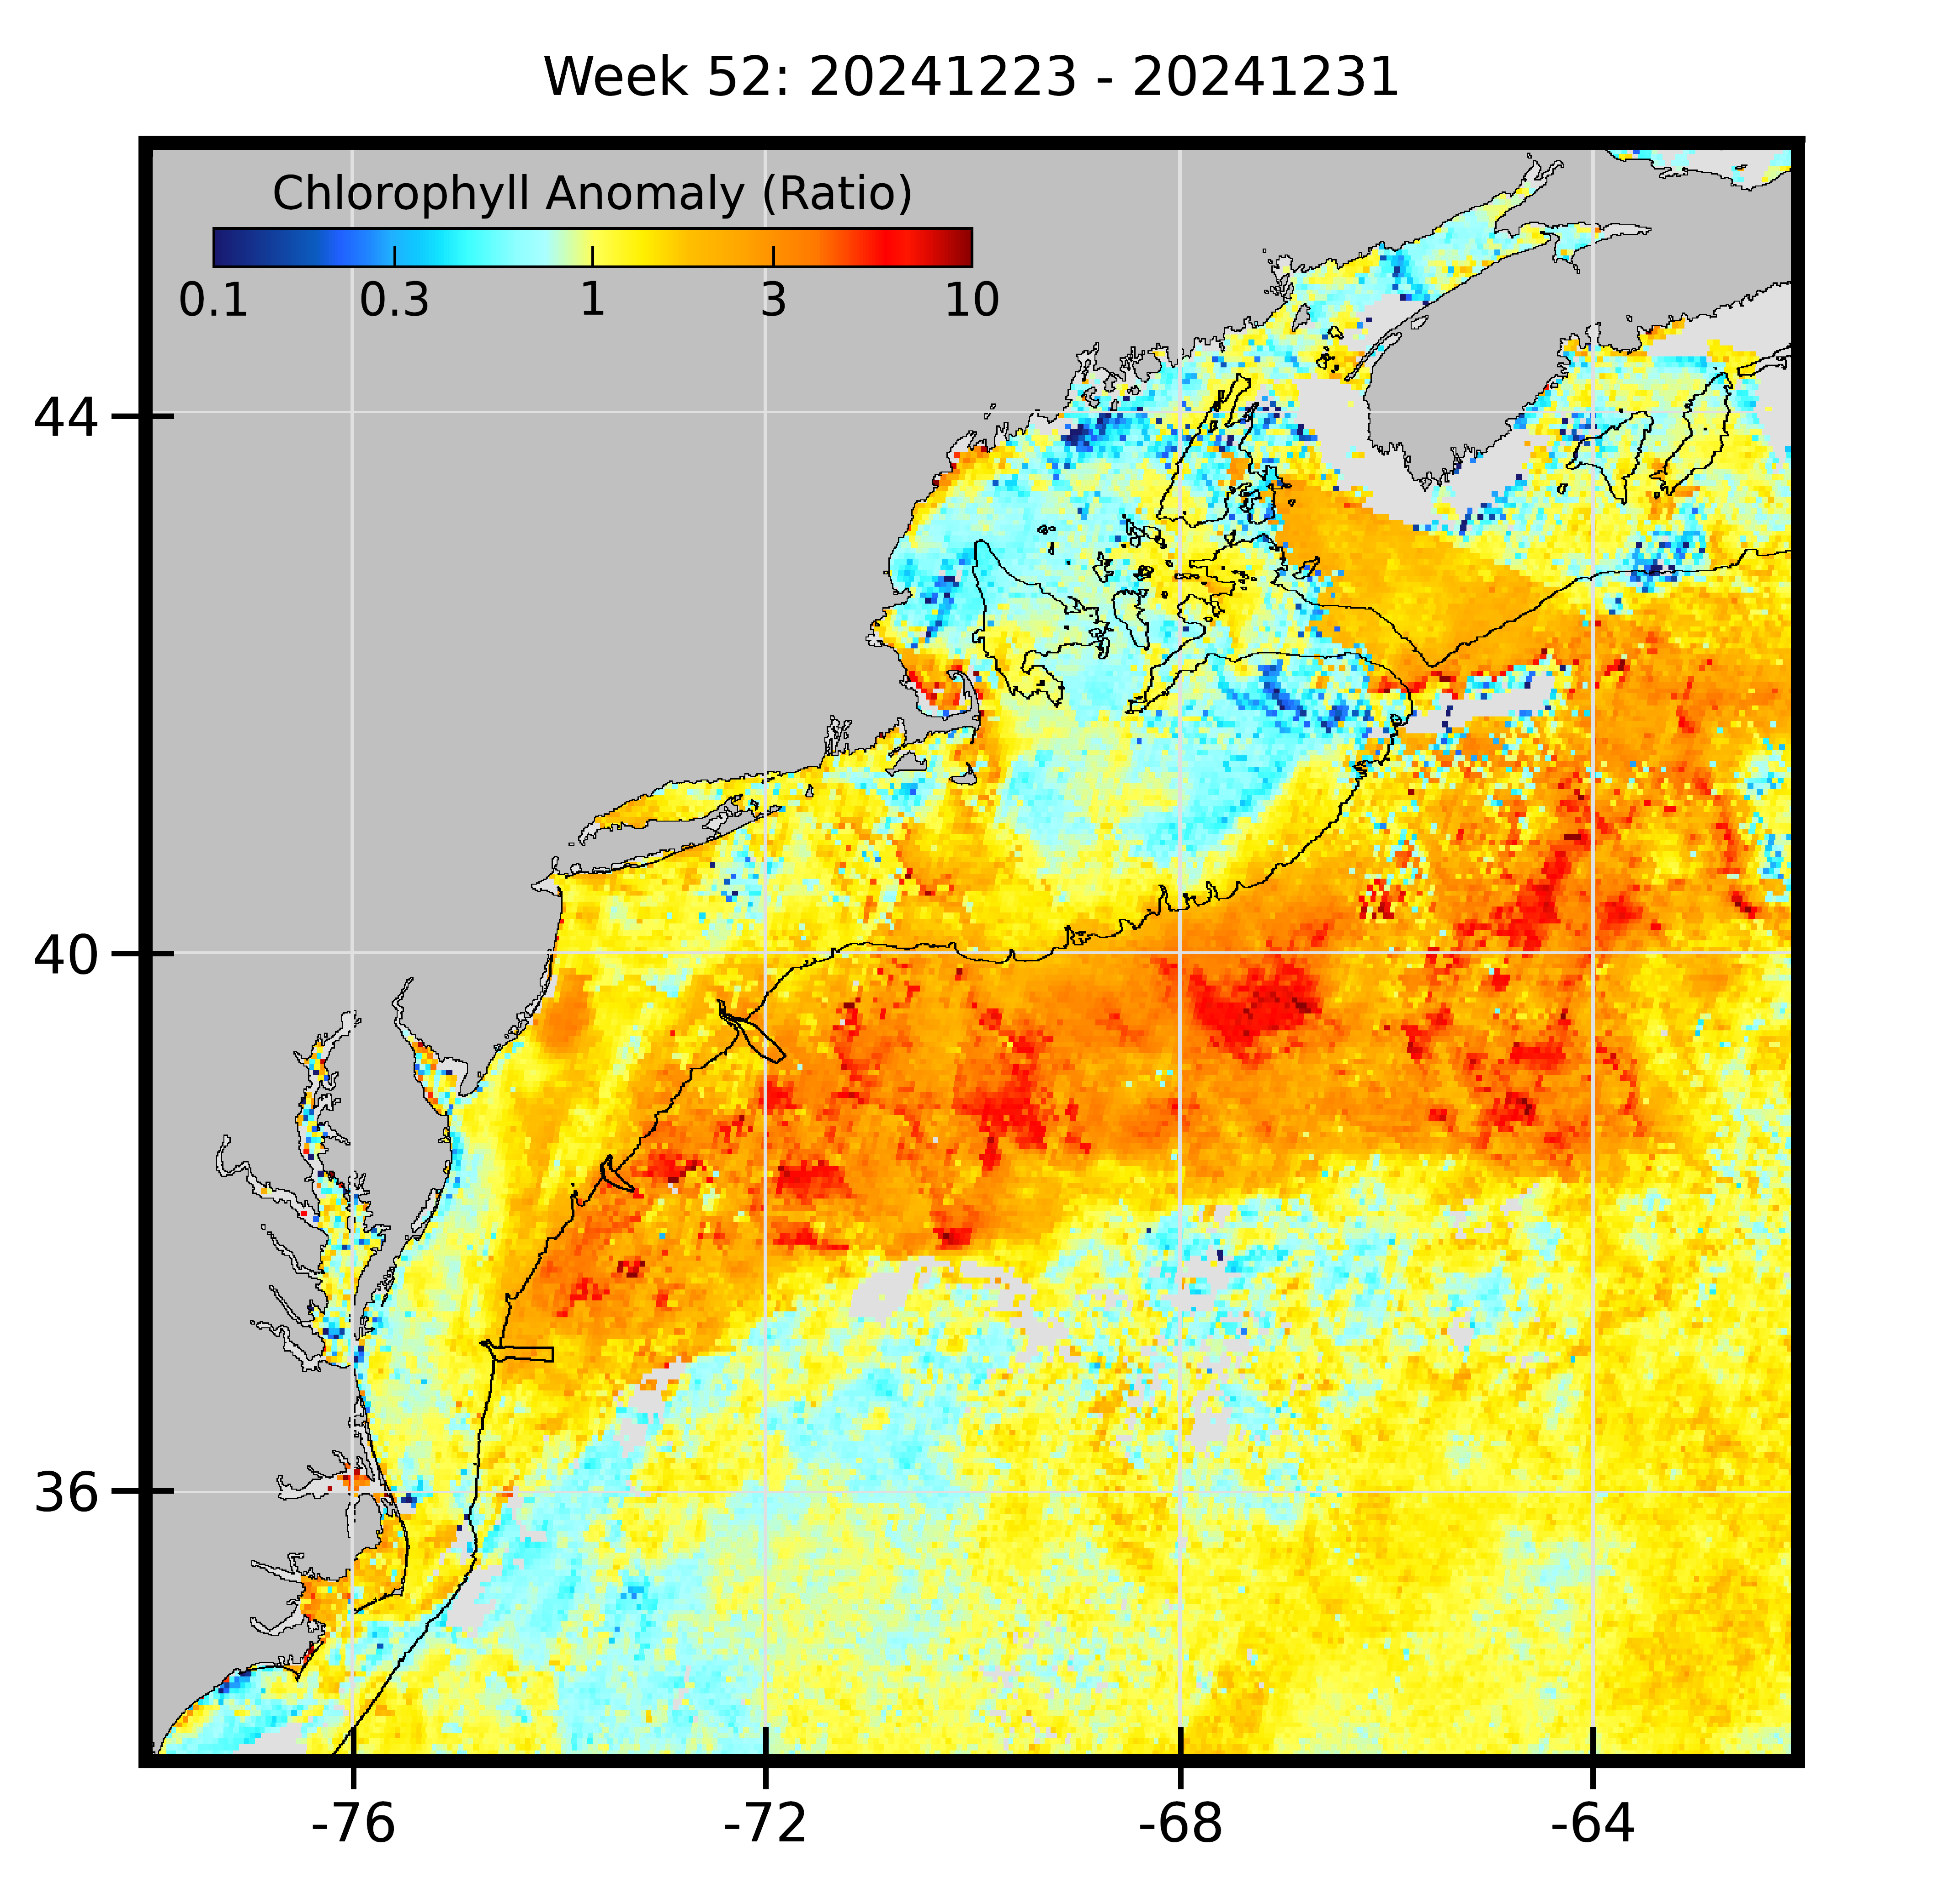 Week 52: 20241223 - 20241231
Chlorophyll Anomaly (Ratio)
0.1 0.3 1 3 10
44
40
36
-76 -72 -68 -64